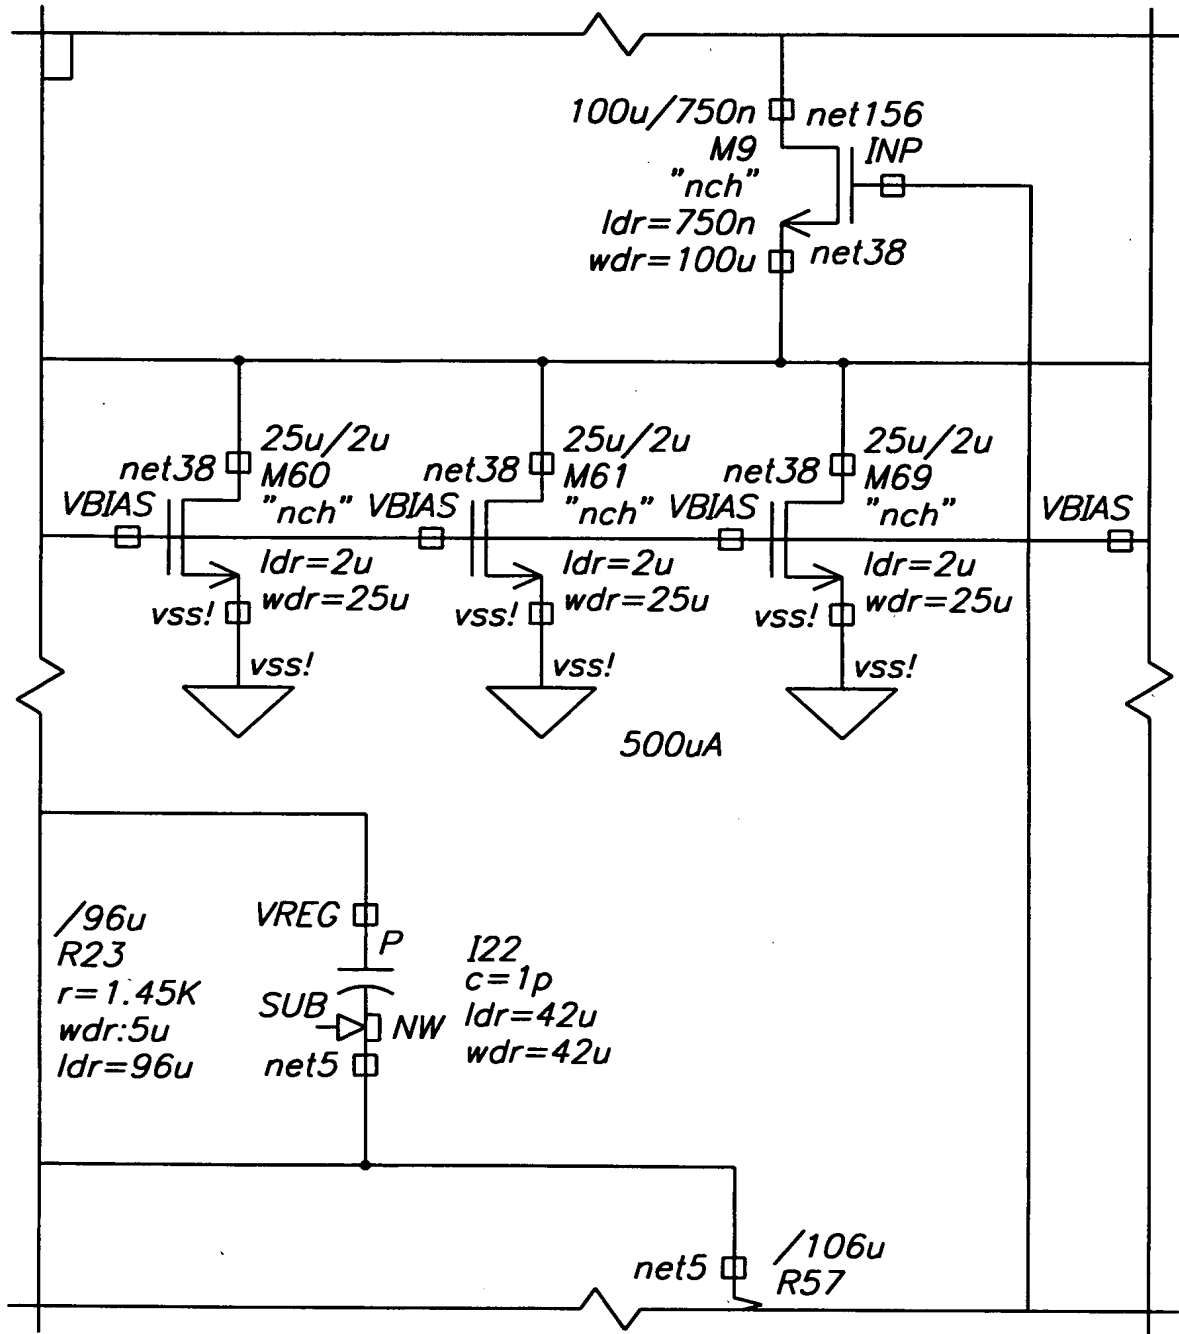 100u/750n
net156
M9
INP
"nch"
ldr=750n
wdr=100u
net38
25u/2u
net38
M60
VBIAS
"nch"
ldr=2u
wdr=25u
vss!
vss!
25u/2u
net38
M61
VBIAS
"nch"
ldr=2u
wdr=25u
vss!
vss!
25u/2u
net38
M69
VBIAS
"nch"
ldr=2u
wdr=25u
vss!
vss!
VBIAS
500uA
/96u
R23
r=1.45K
wdr:5u
ldr=96u
VREG
P
SUB
NW
net5
I22
c=1p
ldr=42u
wdr=42u
net5
/106u
R57